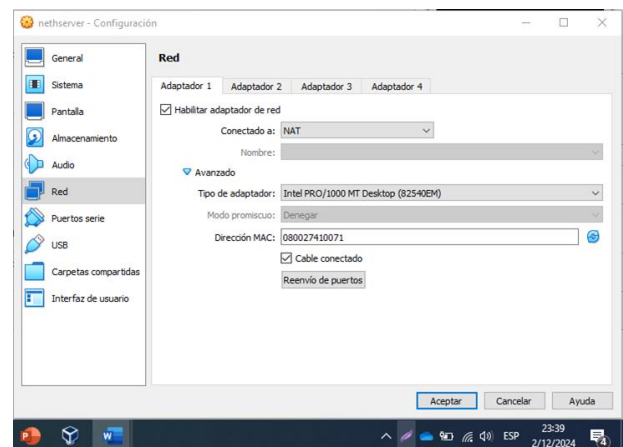 nethserver - Configuración
General
Sistema
Pantalla
Almacenamiento
Audio
Red
Puertos serie
USB
Carpetas compartidas
Interfaz de usuario
Red
Adaptador 1 Adaptador 2 Adaptador 3 Adaptador 4
Habilitar adaptador de red
Conectado a: NAT
Nombre:
Avanzado
Tipo de adaptador: Intel PRO/1000 MT Desktop (82540EM)
Modo promiscuo: Denegar
Dirección MAC: 080027410071
Cable conectado
Reenvío de puertos
Aceptar Cancelar Ayuda
ESP
23:39
2/12/2024
4